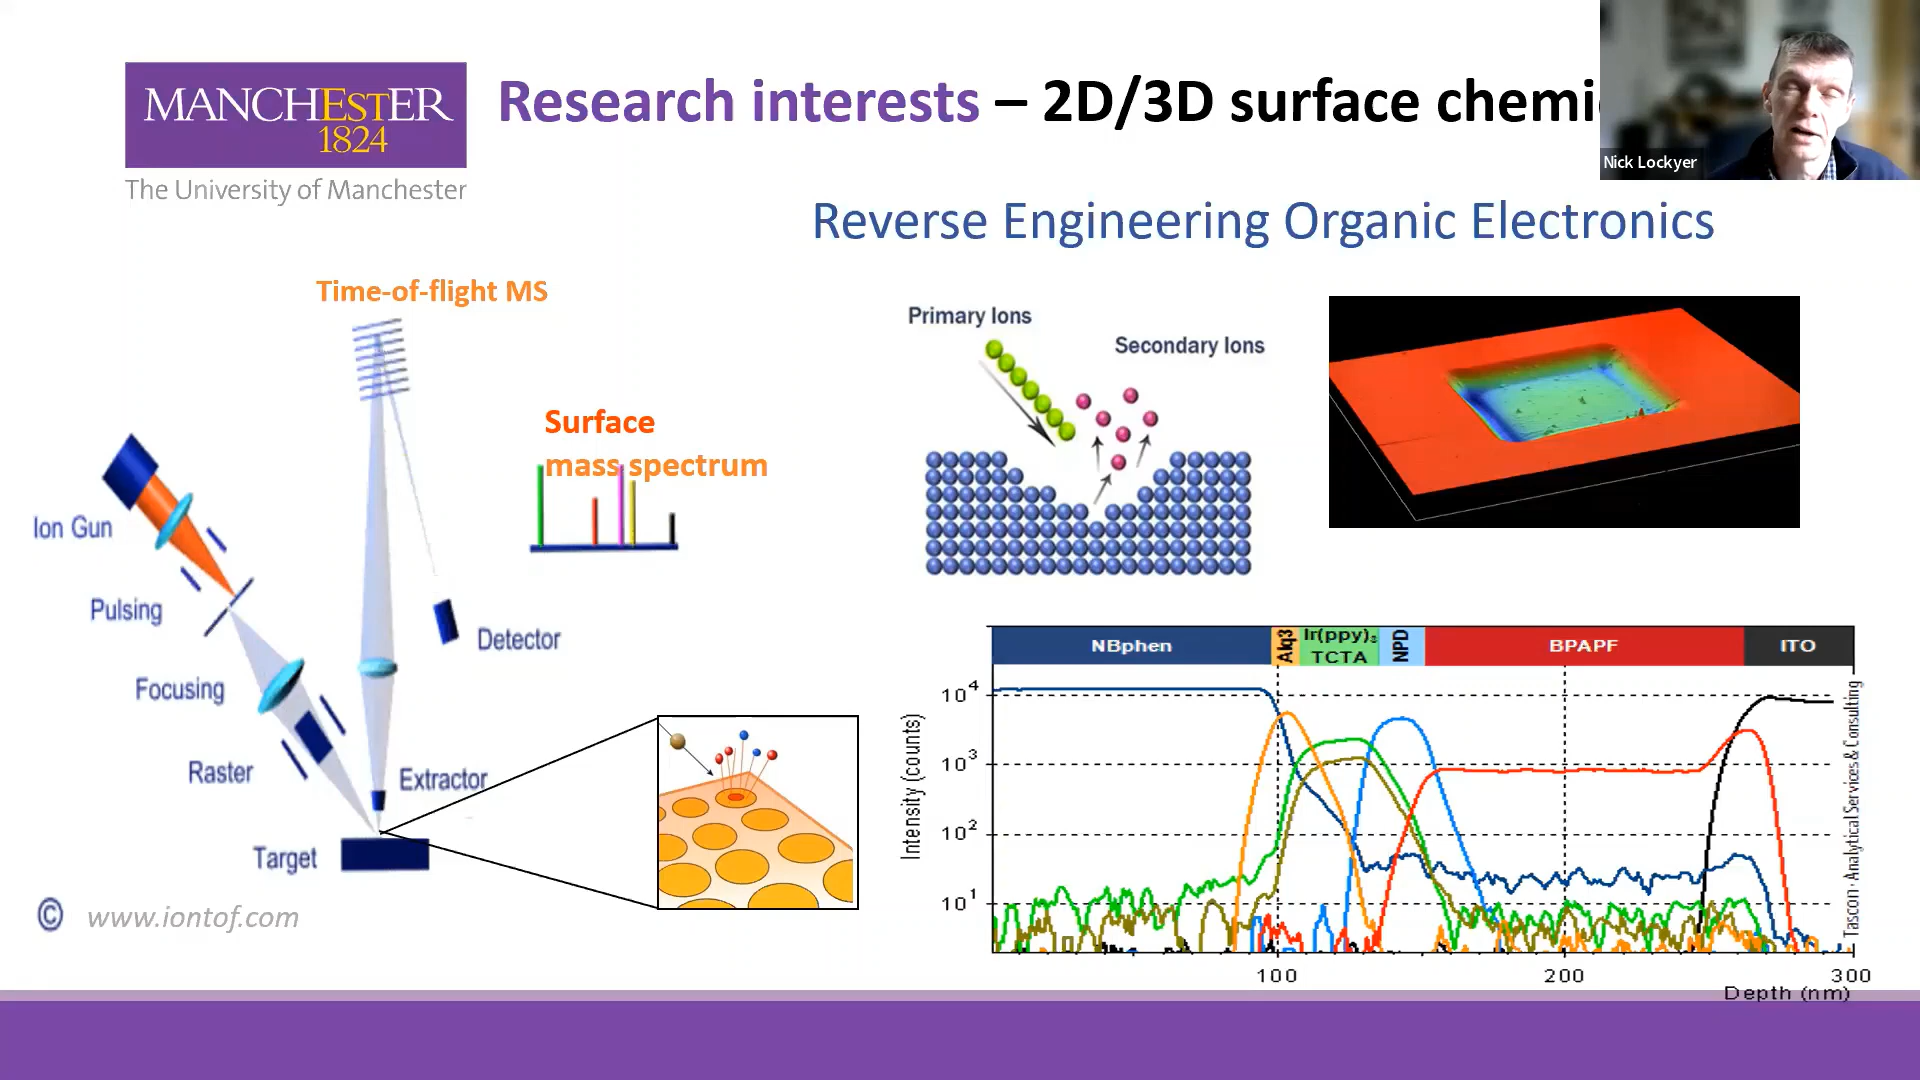 MANCHEsTER
1824
The University of Manchester
Research interests – 2D/3D surface chemi
Nick Lockyer
Reverse Engineering Organic Electronics
Time-of-flight MS
Surface
mass spectrum
Ion Gun
Pulsing
Focusing
Raster
Detector
Extractor
Target
© www.iontof.com
Primary Ions
Secondary Ions
NBphen
Alq3
Ir(ppy)₃
TCTA
NPD
BPAPF
ITO
Intensity (counts)
10⁴
10³
10²
10¹
100
200
300
Depth (nm)
Tascon · Analytical Services & Consulting